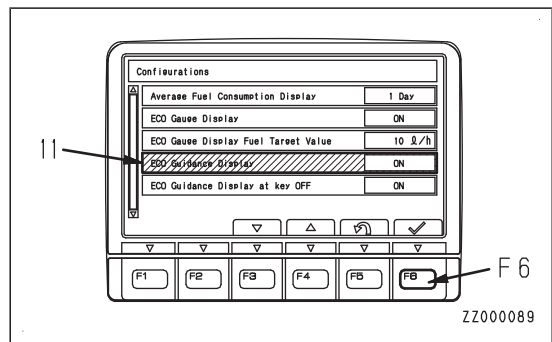 Configurations
Average Fuel Consumption Display 1 Day
ECO Gauge Display ON
ECO Gauge Display Fuel Target Value 10 ℓ/h
11
ECO Guidance Display ON
ECO Guidance Display at key OFF ON
F1 F2 F3 F4 F5 F6
F6
ZZ000089